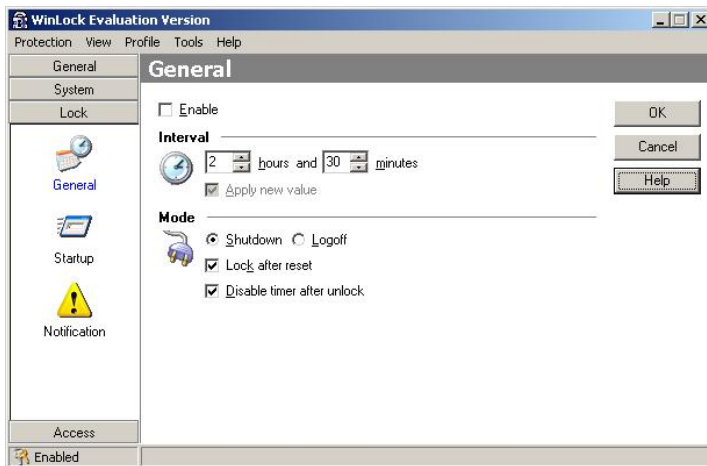 WinLock Evaluation Version
Protection View Profile Tools Help
General
System
Lock
General
Startup
Notification
Access
General
Enable
Interval
2 hours and 30 minutes
Apply new value
Mode
Shutdown Logoff
Lock after reset
Disable timer after unlock
OK
Cancel
Help
Enabled